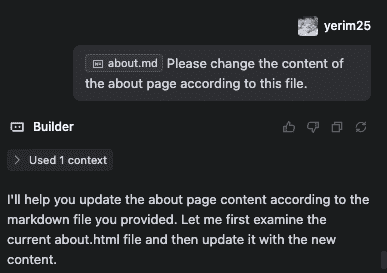 yerim25
about.md Please change the content of
the about page according to this file.
Builder
Used 1 context
I'll help you update the about page content according to the
markdown file you provided. Let me first examine the
current about.html file and then update it with the new
content.